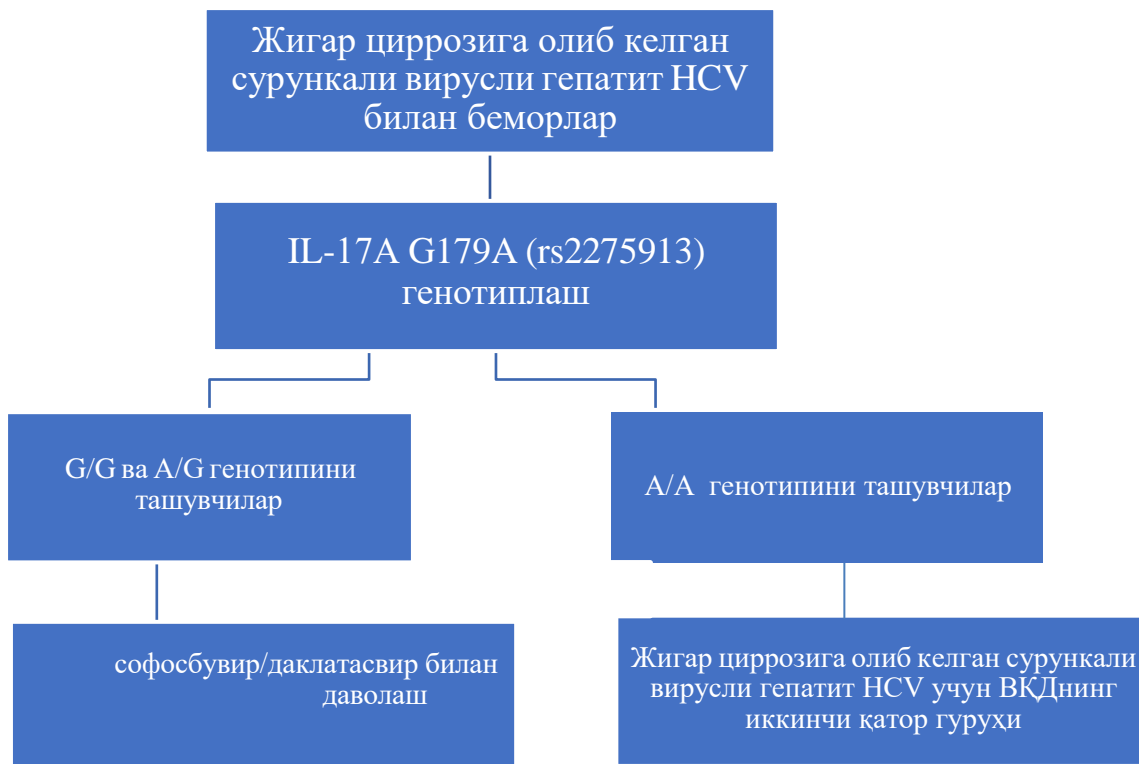 Жигар циррозига олиб келган
сурункали вирусли гепатит HCV
билан беморлар
IL-17A G179A (rs2275913)
генотиплаш
G/G ва A/G генотипини
ташувчилар
A/A генотипини ташувчилар
софосбувир/даклатасвир билан
даволаш
Жигар циррозига олиб келган сурункали
вирусли гепатит HCV учун ВҚДнинг
иккинчи қатор гуруҳи